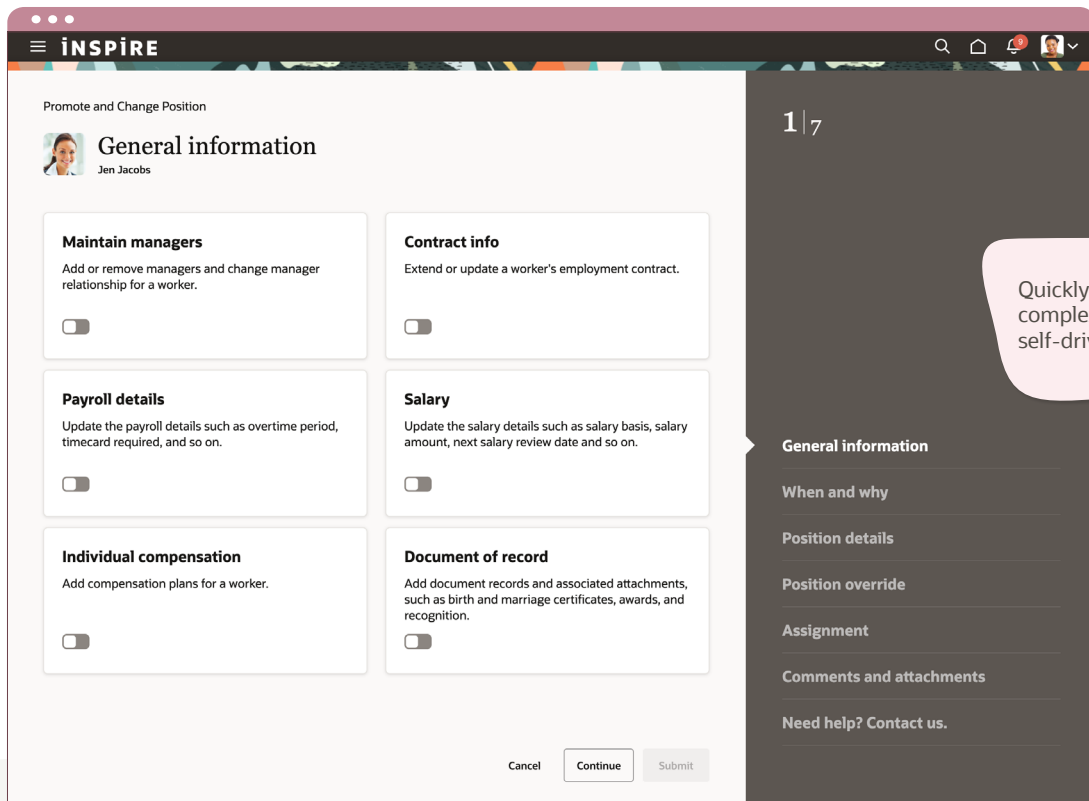 iNSPiRE
9
Promote and Change Position
General information
Jen Jacobs
Maintain managers
Add or remove managers and change manager
relationship for a worker.
Contract info
Extend or update a worker's employment contract.
Payroll details
Update the payroll details such as overtime period,
timecard required, and so on.
Salary
Update the salary details such as salary basis, salary
amount, next salary review date and so on.
Individual compensation
Add compensation plans for a worker.
Document of record
Add document records and associated attachments,
such as birth and marriage certificates, awards, and
recognition.
Cancel
Continue
Submit
1|7
Quickly
General information
When and why
Position details
Position override
Assignment
Comments and attachments
Need help? Contact us.